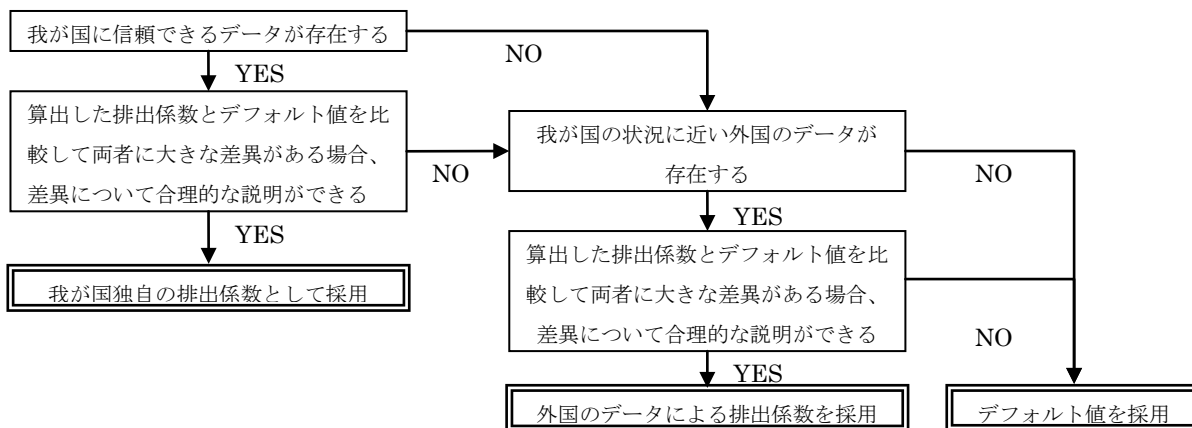 我が国に信頼できるデータが存在する
NO
YES
算出した排出係数とデフォルト値を比
較して両者に大きな差異がある場合、
差異について合理的な説明ができる
NO
我が国の状況に近い外国のデータが
存在する
NO
YES
YES
我が国独自の排出係数として採用
算出した排出係数とデフォルト値を比
較して両者に大きな差異がある場合、
差異について合理的な説明ができる
NO
YES
外国のデータによる排出係数を採用
デフォルト値を採用